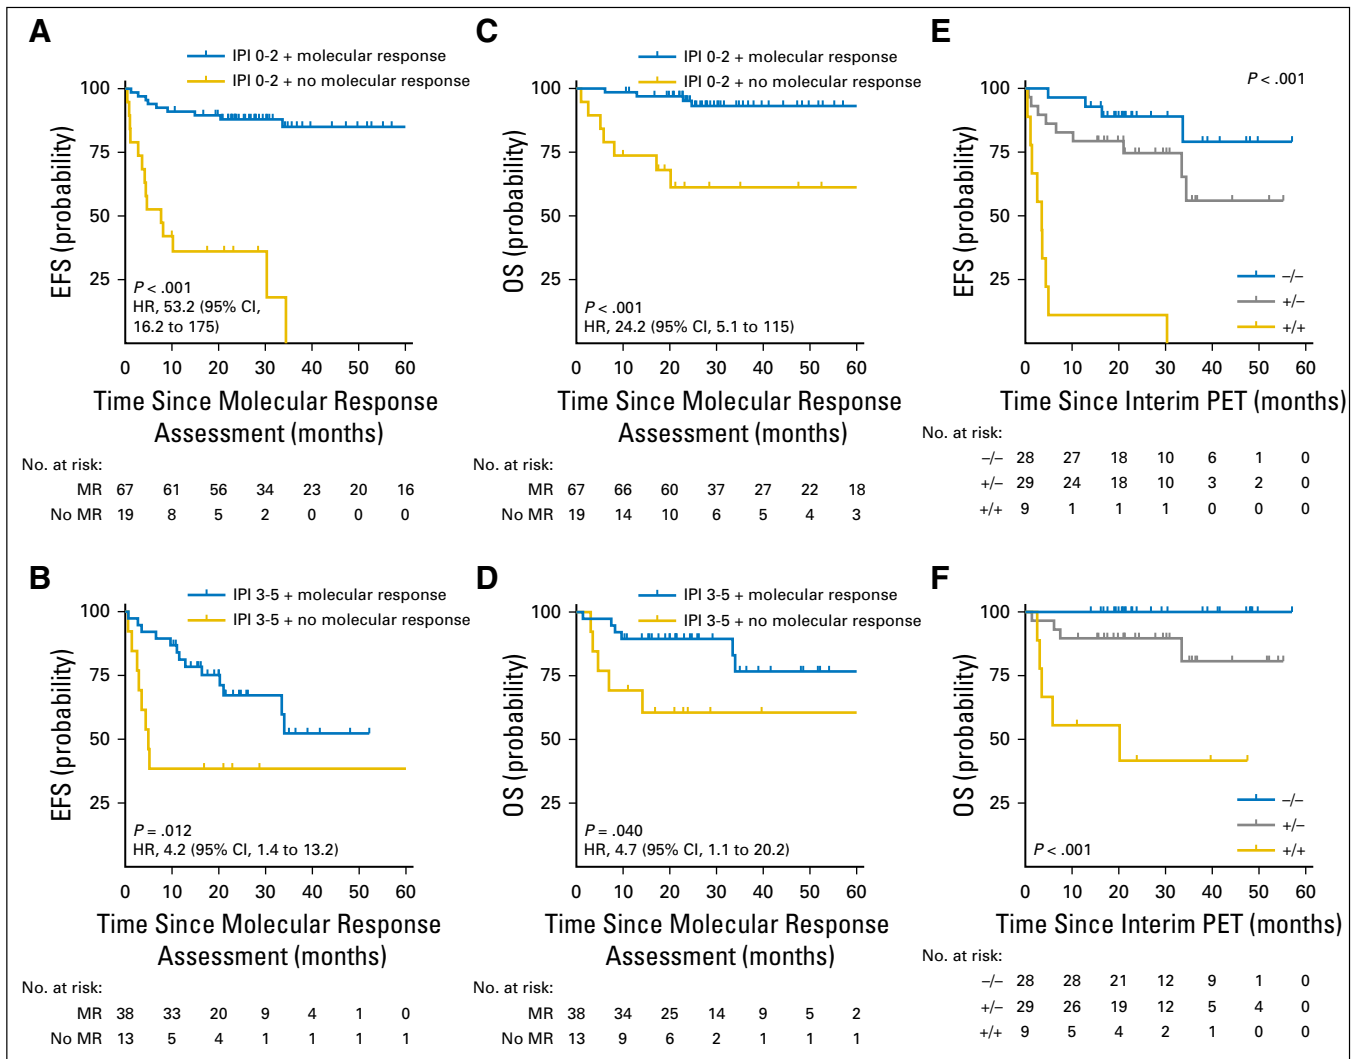 A
IPI 0-2 + molecular response
IPI 0-2 + no molecular response
100
75
50
25
EFS (probability)
P < .001
HR, 53.2 (95% CI,
16.2 to 175)
0 10 20 30 40 50 60
Time Since Molecular Response
Assessment (months)
No. at risk:
MR 67 61 56 34 23 20 16
No MR 19 8 5 2 0 0 0
C
IPI 0-2 + molecular response
IPI 0-2 + no molecular response
100
75
50
25
OS (probability)
P < .001
HR, 24.2 (95% CI, 5.1 to 115)
0 10 20 30 40 50 60
Time Since Molecular Response
Assessment (months)
No. at risk:
MR 67 66 60 37 27 22 18
No MR 19 14 10 6 5 4 3
E
P < .001
100
75
50
25
EFS (probability)
–/–
+/–
+/+
0 10 20 30 40 50 60
Time Since Interim PET (months)
No. at risk:
–/– 28 27 18 10 6 1 0
+/– 29 24 18 10 3 2 0
+/+ 9 1 1 1 0 0 0
B
IPI 3-5 + molecular response
IPI 3-5 + no molecular response
100
75
50
25
EFS (probability)
P = .012
HR, 4.2 (95% CI, 1.4 to 13.2)
0 10 20 30 40 50 60
Time Since Molecular Response
Assessment (months)
No. at risk:
MR 38 33 20 9 4 1 0
No MR 13 5 4 1 1 1 1
D
IPI 3-5 + molecular response
IPI 3-5 + no molecular response
100
75
50
25
OS (probability)
P = .040
HR, 4.7 (95% CI, 1.1 to 20.2)
0 10 20 30 40 50 60
Time Since Molecular Response
Assessment (months)
No. at risk:
MR 38 34 25 14 9 5 2
No MR 13 9 6 2 1 1 1
F
100
75
50
25
OS (probability)
–/–
+/–
+/+
P < .001
0 10 20 30 40 50 60
Time Since Interim PET (months)
No. at risk:
–/– 28 28 21 12 9 1 0
+/– 29 26 19 12 5 4 0
+/+ 9 5 4 2 1 0 0